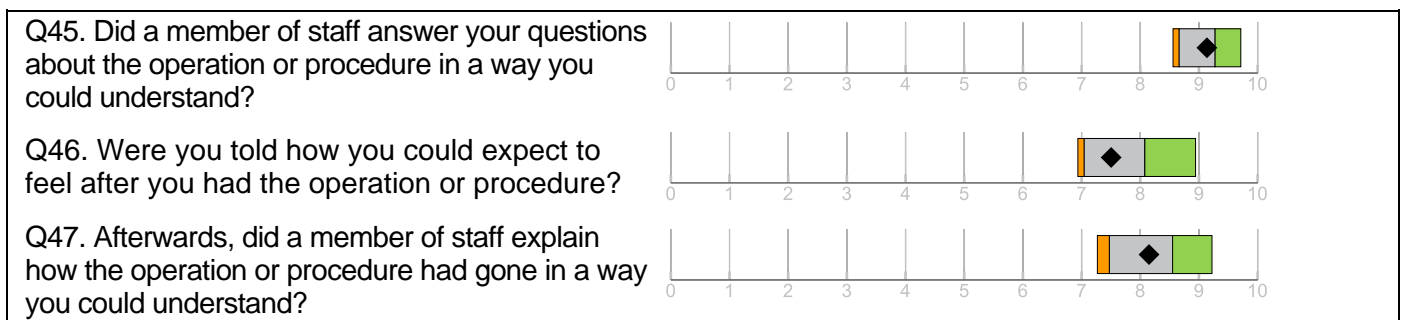 Q45. Did a member of staff answer your questions
about the operation or procedure in a way you
could understand?
0 1 2 3 4 5 6 7 8 9 10
Q46. Were you told how you could expect to
feel after you had the operation or procedure?
0 1 2 3 4 5 6 7 8 9 10
Q47. Afterwards, did a member of staff explain
how the operation or procedure had gone in a way
you could understand?
0 1 2 3 4 5 6 7 8 9 10